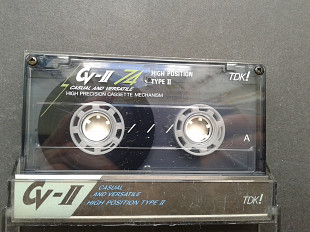 CV-II 74 HIGH POSITION TDK!
TYPE II
CASUAL AND VERSATILE
HIGH PRECISION CASSETTE MECHANISM
A
CV-II CASUAL TDK!
AND VERSATILE
HIGH POSITION TYPE II